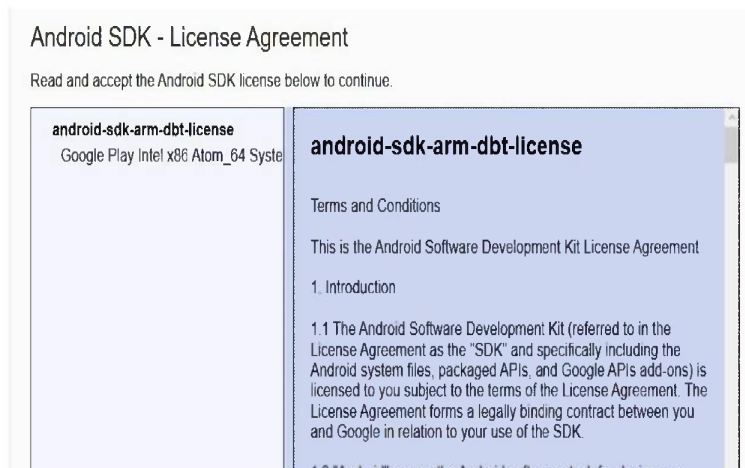 Android SDK - License Agreement
Read and accept the Android SDK license below to continue.
android-sdk-arm-dbt-license
Google Play Intel x86 Atom_64 Syste
android-sdk-arm-dbt-license
Terms and Conditions
This is the Android Software Development Kit License Agreement
1. Introduction
1.1 The Android Software Development Kit (referred to in the
License Agreement as the "SDK" and specifically including the
Android system files, packaged APIs, and Google APIs add-ons) is
licensed to you subject to the terms of the License Agreement. The
License Agreement forms a legally binding contract between you
and Google in relation to your use of the SDK.